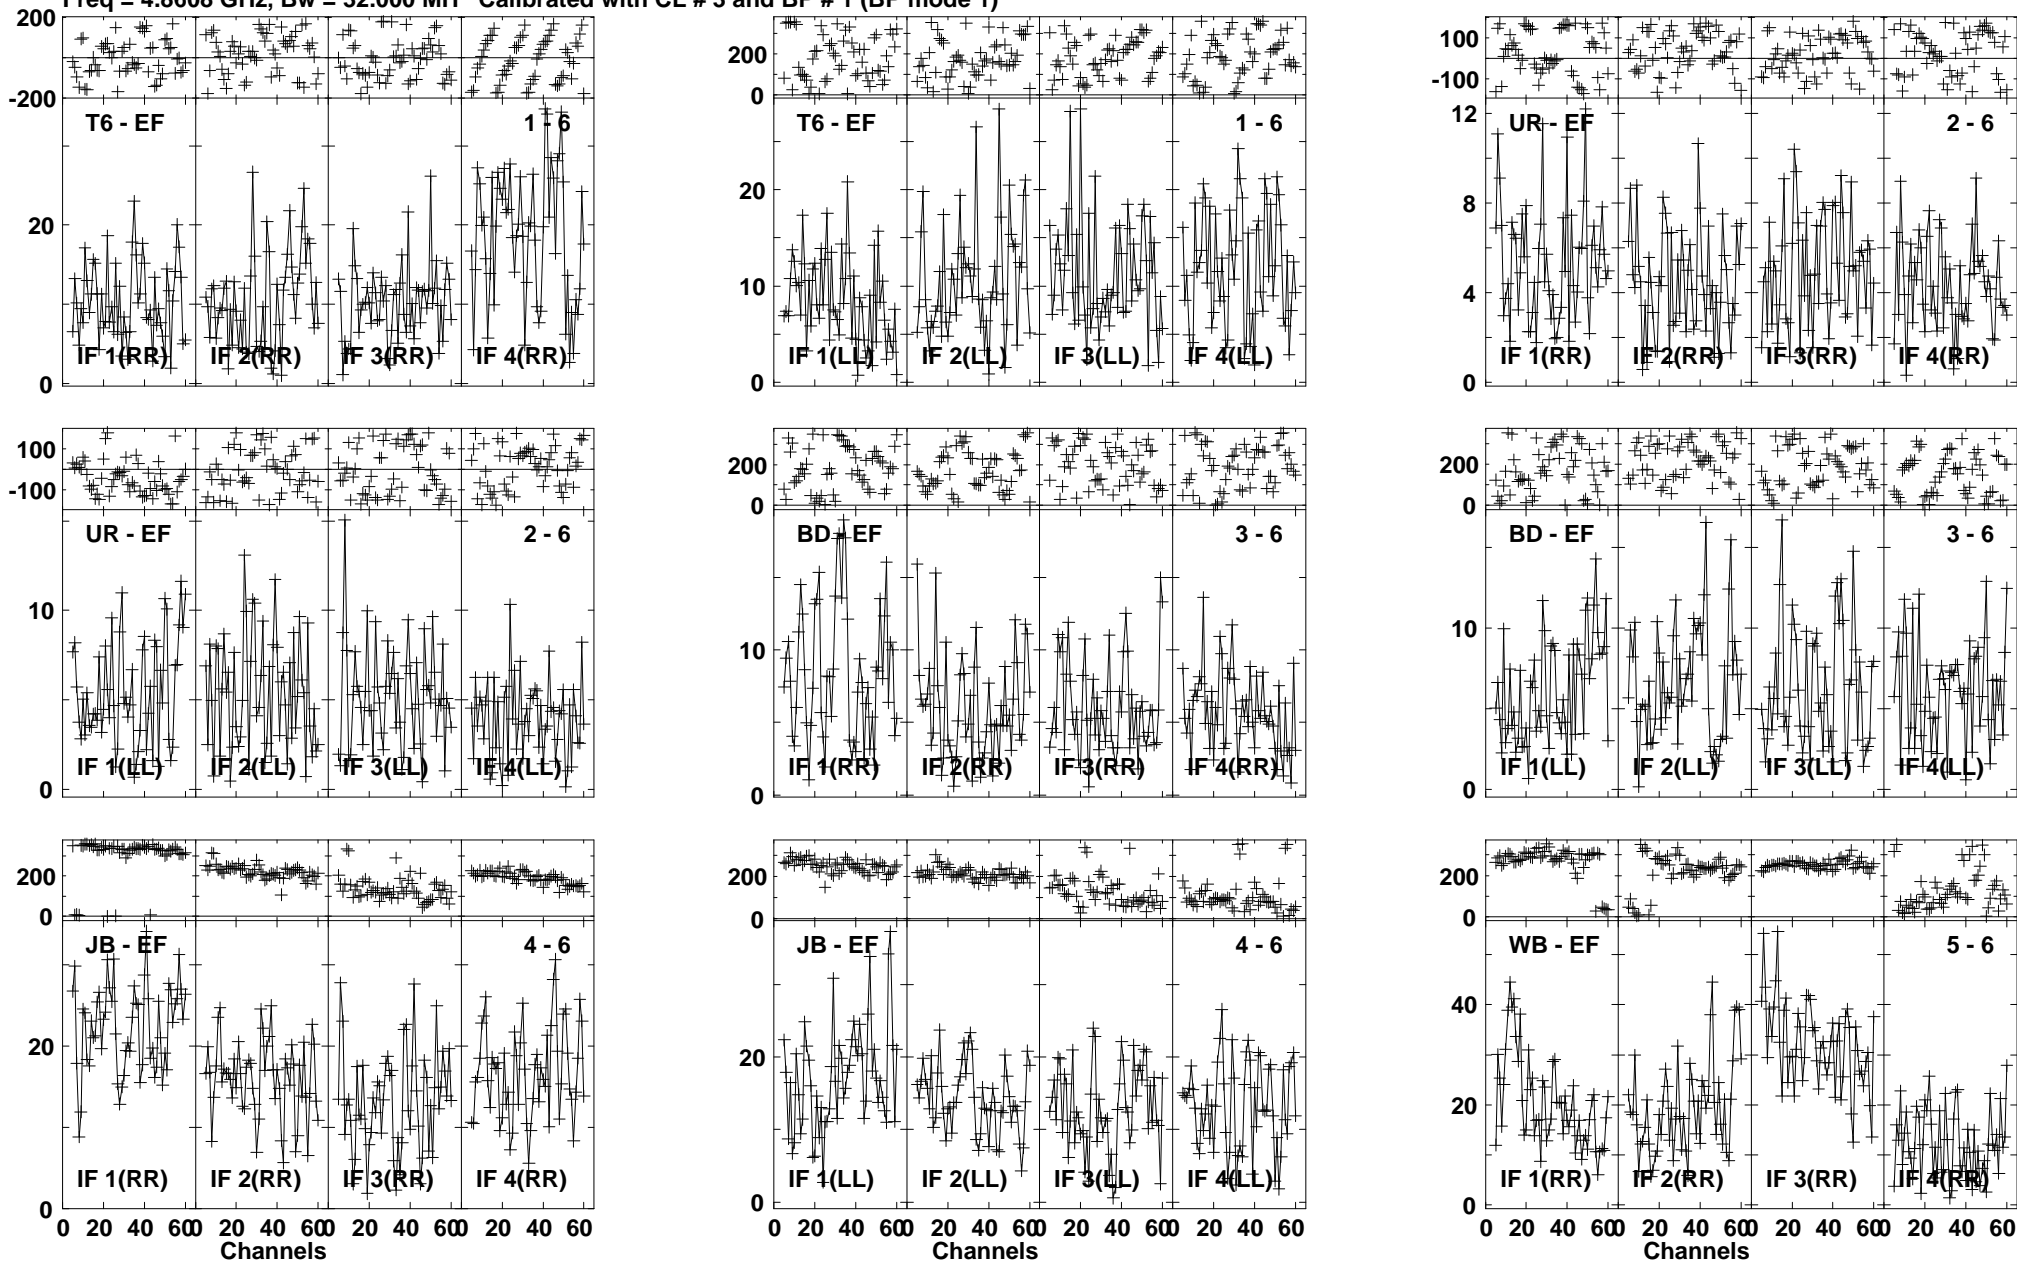 Freq = 4.8608 GHz, Bw = 32.000 MH Calibrated with CL # 3 and BP # 1 (BP mode 1)
200
-200
T6 - EF 1 - 6
20
0
IF 1(RR) IF 2(RR) IF 3(RR) IF 4(RR)
200
0
T6 - EF 1 - 6
20
10
0
IF 1(LL) IF 2(LL) IF 3(LL) IF 4(LL)
100
-100
UR - EF 2 - 6
12
8
4
0
IF 1(RR) IF 2(RR) IF 3(RR) IF 4(RR)
100
-100
UR - EF 2 - 6
10
0
IF 1(LL) IF 2(LL) IF 3(LL) IF 4(LL)
200
0
BD - EF 3 - 6
10
0
IF 1(RR) IF 2(RR) IF 3(RR) IF 4(RR)
200
0
BD - EF 3 - 6
10
0
IF 1(LL) IF 2(LL) IF 3(LL) IF 4(LL)
200
0
JB - EF 4 - 6
20
0
IF 1(RR) IF 2(RR) IF 3(RR) IF 4(RR)
0 20 40 60 0 20 40 60 0 20 40 60 0 20 40 60
Channels
200
0
JB - EF 4 - 6
20
0
IF 1(LL) IF 2(LL) IF 3(LL) IF 4(LL)
0 20 40 60 0 20 40 60 0 20 40 60 0 20 40 60
Channels
200
0
WB - EF 5 - 6
40
20
0
IF 1(RR) IF 2(RR) IF 3(RR) IF 4(RR)
0 20 40 60 0 20 40 60 0 20 40 60 0 20 40 60
Channels